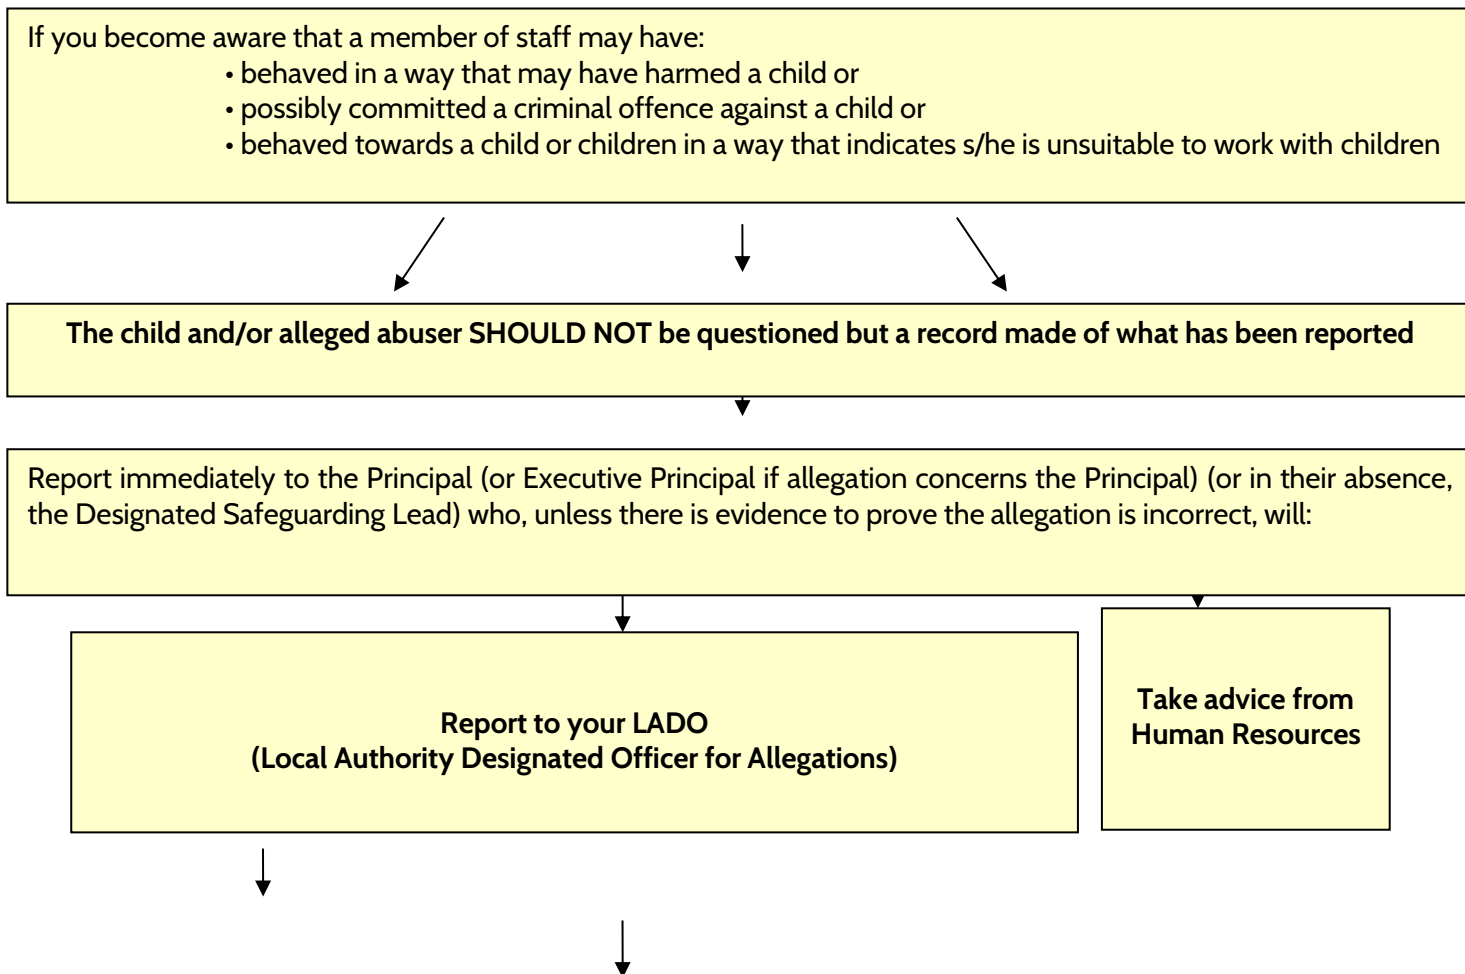 If you become aware that a member of staff may have:
• behaved in a way that may have harmed a child or
• possibly committed a criminal offence against a child or
• behaved towards a child or children in a way that indicates s/he is unsuitable to work with children
The child and/or alleged abuser SHOULD NOT be questioned but a record made of what has been reported
Report immediately to the Principal (or Executive Principal if allegation concerns the Principal) (or in their absence,
the Designated Safeguarding Lead) who, unless there is evidence to prove the allegation is incorrect, will:
Report to your LADO
(Local Authority Designated Officer for Allegations)
Take advice from
Human Resources